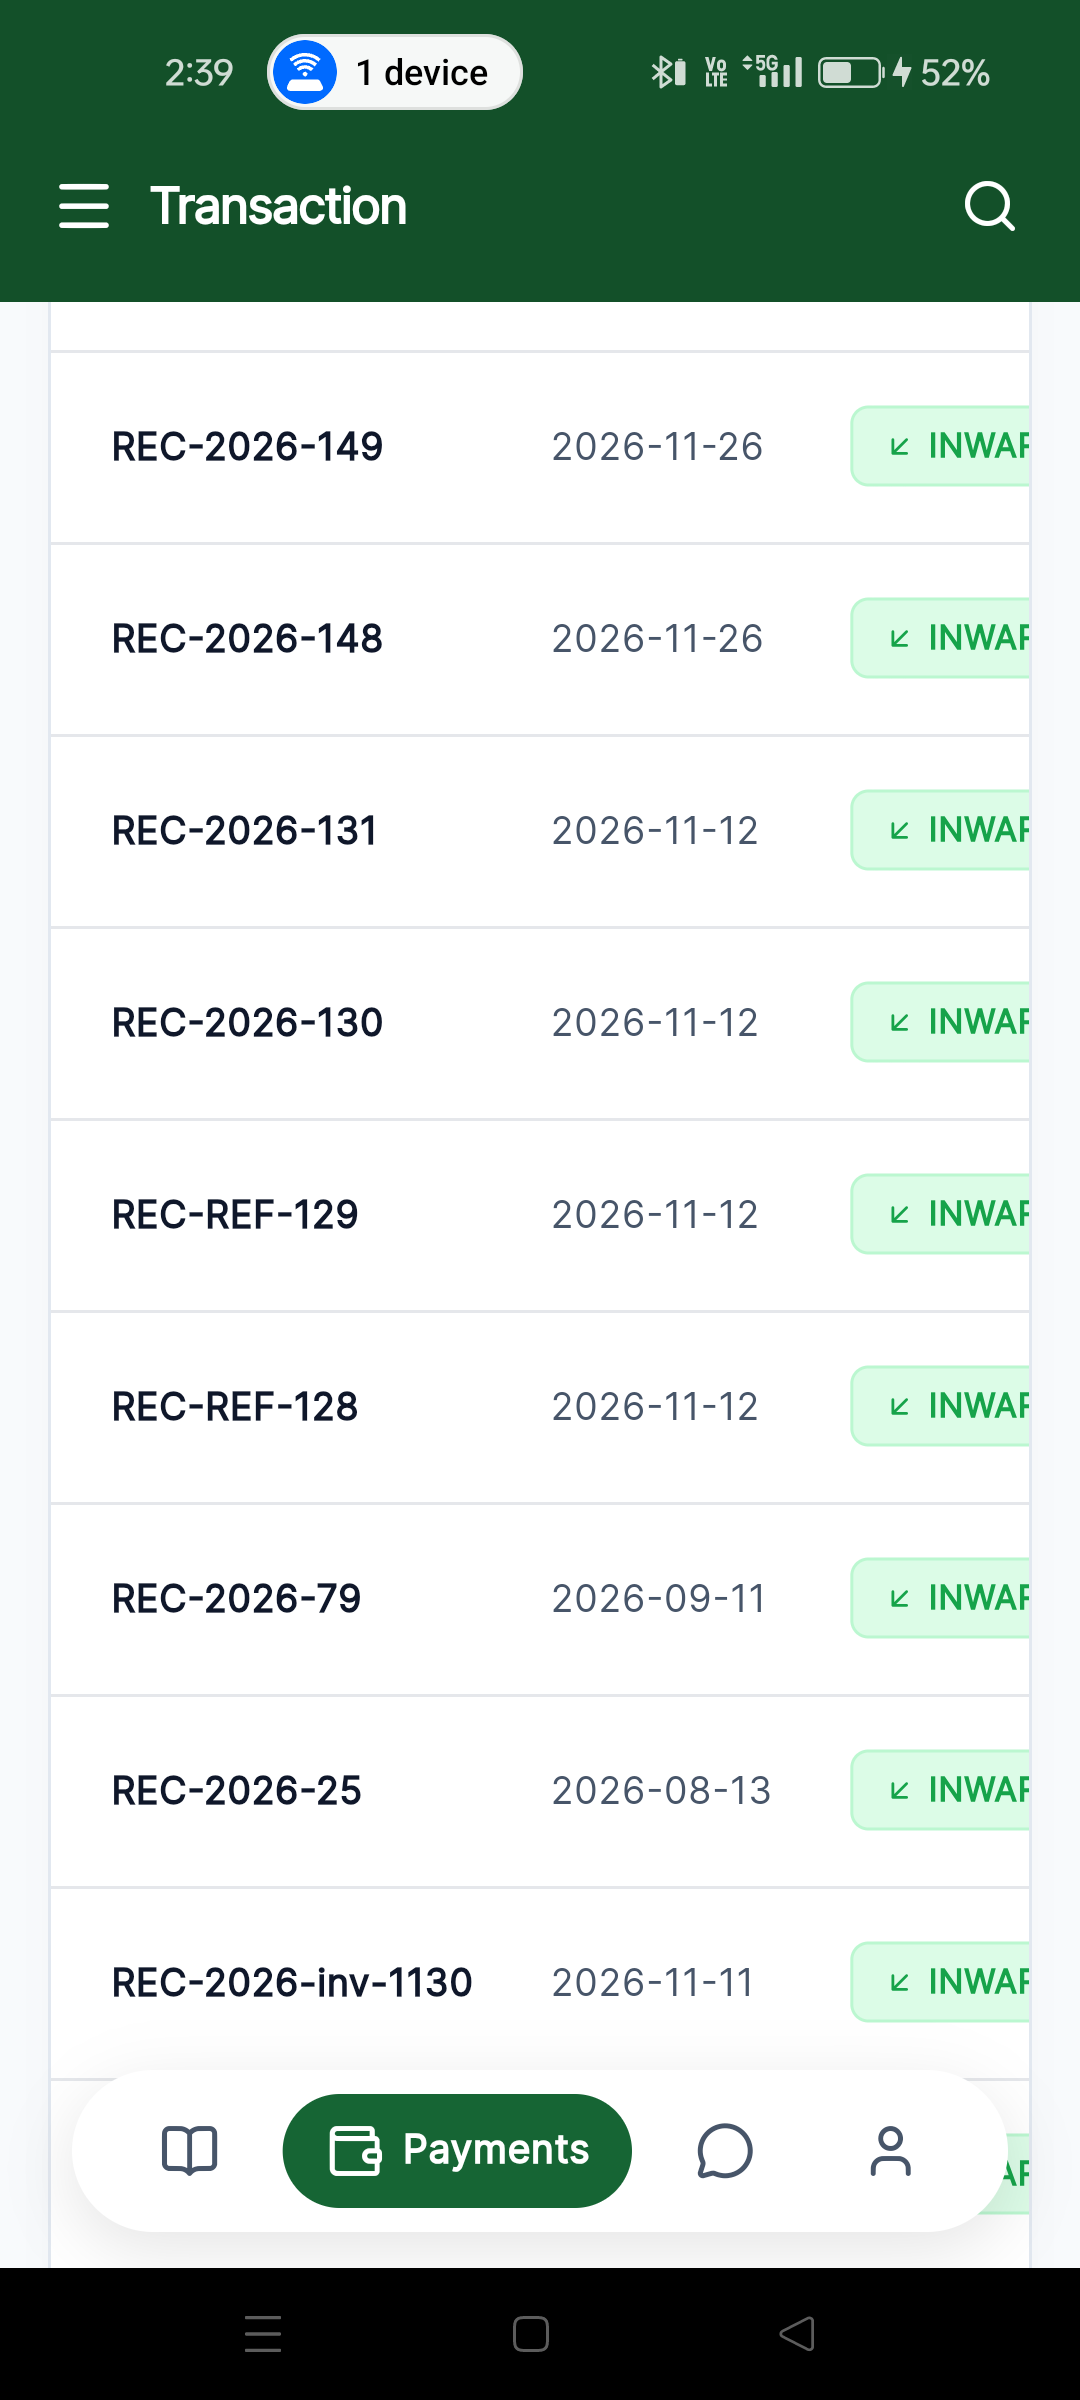 2:39 1 device Vo LTE 5G 52%
Transaction
REC-2026-149 2026-11-26
REC-2026-148 2026-11-26
REC-2026-131 2026-11-12
REC-2026-130 2026-11-12
REC-REF-129 2026-11-12
REC-REF-128 2026-11-12
REC-2026-79 2026-09-11
REC-2026-25 2026-08-13
REC-2026-inv-1130 2026-11-11
Payments